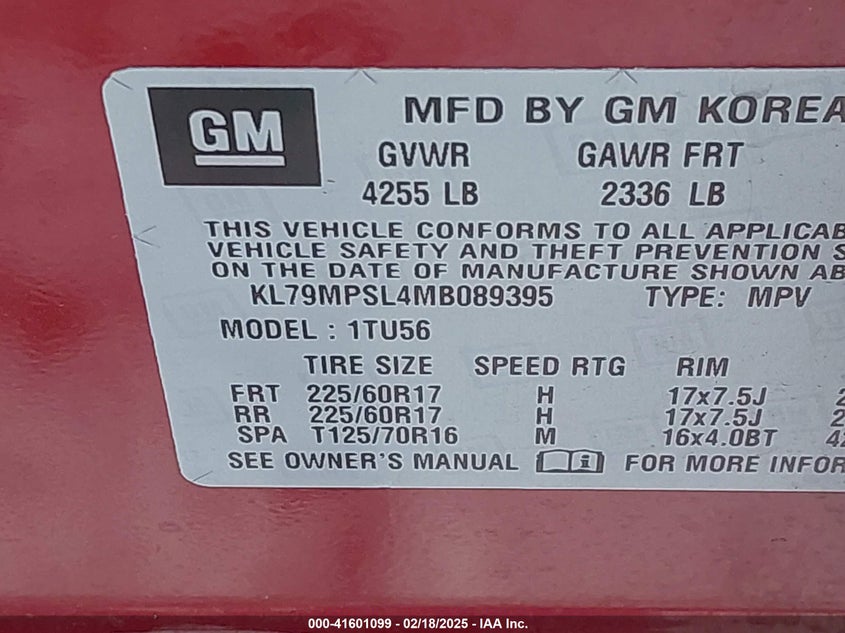 GM
MFD BY GM KOREA
GVWR GAWR FRT
4255 LB 2336 LB
THIS VEHICLE CONFORMS TO ALL APPLICAB
VEHICLE SAFETY AND THEFT PREVENTION S
ON THE DATE OF MANUFACTURE SHOWN AB
KL79MPSL4MB089395 TYPE: MPV
MODEL : 1TU56
TIRE SIZE SPEED RTG RIM
FRT 225/60R17 H 17x7.5J 2
RR 225/60R17 H 17x7.5J 2
SPA T125/70R16 M 16x4.0BT 42
SEE OWNER'S MANUAL FOR MORE INFOR
000-41601099 - 02/18/2025 - IAA Inc.